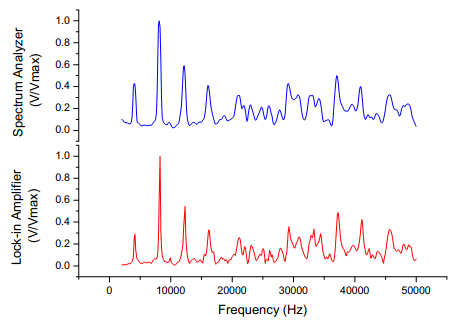 Spectrum Analyzer
(V/Vmax)
1.0
0.8
0.6
0.4
0.2
0.0
Lock-in Amplifier
(V/Vmax)
1.0
0.8
0.6
0.4
0.2
0.0
0 10000 20000 30000 40000 50000
Frequency (Hz)